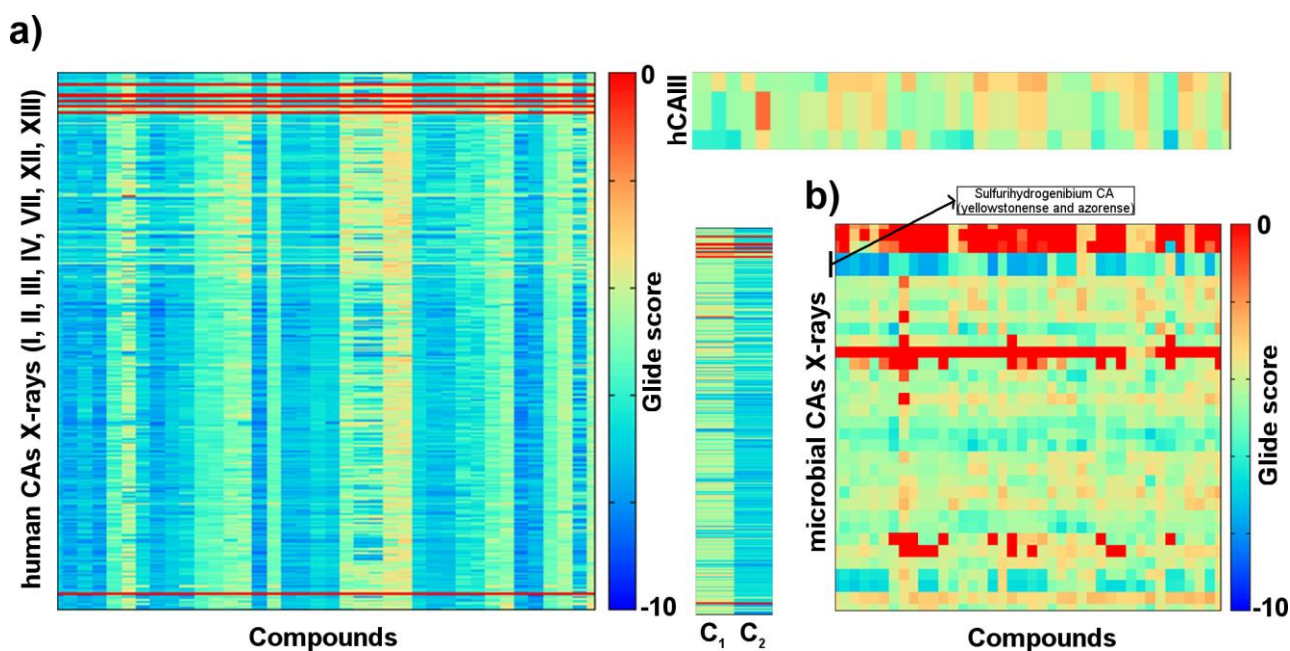 a)
human CAs X-rays (I, II, III, IV, VII, XII, XIII)
Compounds
0
Glide score
-10
hCAIII
C1 C2
b)
Sulfurihydrogenibium CA
(yellowstonense and azorense)
microbial CAs X-rays
Compounds
0
Glide score
-10